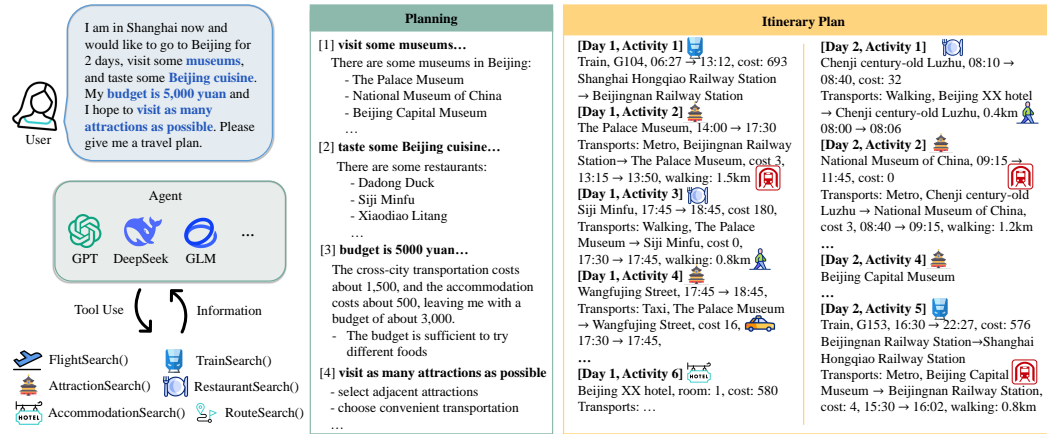 I am in Shanghai now and
would like to go to Beijing for
2 days, visit some museums,
and taste some Beijing cuisine.
My budget is 5,000 yuan and
I hope to visit as many
attractions as possible. Please
give me a travel plan.
User
Agent
GPT
DeepSeek
GLM
...
Tool Use
Information
FlightSearch()
TrainSearch()
AttractionSearch()
RestaurantSearch()
HOTEL
AccommodationSearch()
RouteSearch()
Planning
[1] visit some museums…
There are some museums in Beijing:
- The Palace Museum
- National Museum of China
- Beijing Capital Museum
…
[2] taste some Beijing cuisine…
There are some restaurants:
- Dadong Duck
- Siji Minfu
- Xiaodiao Litang
…
[3] budget is 5000 yuan…
The cross-city transportation costs
about 1,500, and the accommodation
costs about 500, leaving me with a
budget of about 3,000.
- The budget is sufficient to try
different foods
[4] visit as many attractions as possible
- select adjacent attractions
- choose convenient transportation
…
Itinerary Plan
[Day 1, Activity 1]
Train, G104, 06:27 → 13:12, cost: 693
Shanghai Hongqiao Railway Station
→ Beijingnan Railway Station
[Day 1, Activity 2]
The Palace Museum, 14:00 → 17:30
Transports: Metro, Beijingnan Railway
Station→ The Palace Museum, cost 3,
13:15 → 13:50, walking: 1.5km
[Day 1, Activity 3]
Siji Minfu, 17:45 → 18:45, cost 180,
Transports: Walking, The Palace
Museum → Siji Minfu, cost 0,
17:30 → 17:45, walking: 0.8km
[Day 1, Activity 4]
Wangfujing Street, 17:45 → 18:45,
Transports: Taxi, The Palace Museum
→ Wangfujing Street, cost 16,
17:30 → 17:45,
…
[Day 1, Activity 6]
HOTEL
Beijing XX hotel, room: 1, cost: 580
Transports: …
[Day 2, Activity 1]
Chenji century-old Luzhu, 08:10 →
08:40, cost: 32
Transports: Walking, Beijing XX hotel
→ Chenji century-old Luzhu, 0.4km
08:00 → 08:06
[Day 2, Activity 2]
National Museum of China, 09:15 →
11:45, cost: 0
Transports: Metro, Chenji century-old
Luzhu → National Museum of China,
cost 3, 08:40 → 09:15, walking: 1.2km
…
[Day 2, Activity 4]
Beijing Capital Museum
…
[Day 2, Activity 5]
Train, G153, 16:30 → 22:27, cost: 576
Beijingnan Railway Station→Shanghai
Hongqiao Railway Station
Transports: Metro, Beijing Capital
Museum → Beijingnan Railway Station,
cost: 4, 15:30 → 16:02, walking: 0.8km